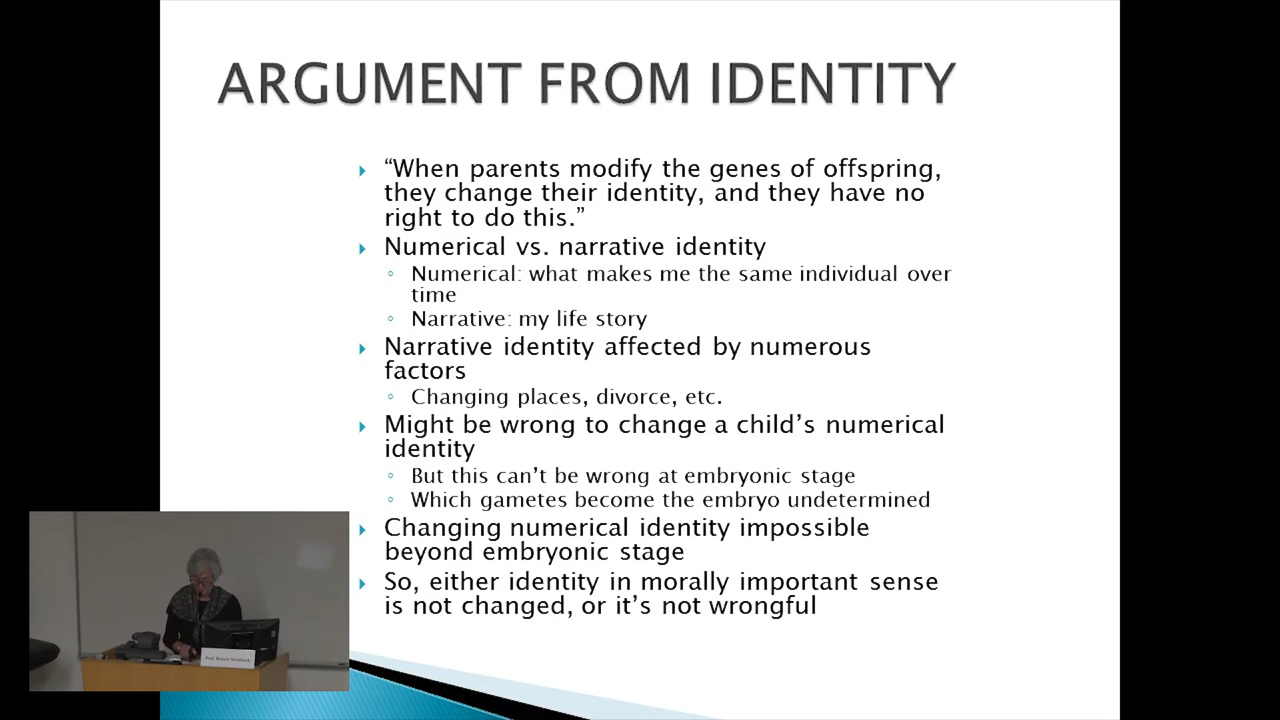 ARGUMENT FROM IDENTITY
“When parents modify the genes of offspring,
they change their identity, and they have no
right to do this.”
Numerical vs. narrative identity
Numerical: what makes me the same individual over
time
Narrative: my life story
Narrative identity affected by numerous
factors
Changing places, divorce, etc.
Might be wrong to change a child’s numerical
identity
But this can’t be wrong at embryonic stage
Which gametes become the embryo undetermined
Changing numerical identity impossible
beyond embryonic stage
So, either identity in morally important sense
is not changed, or it’s not wrongful
Prof. Bonnie Steinbock